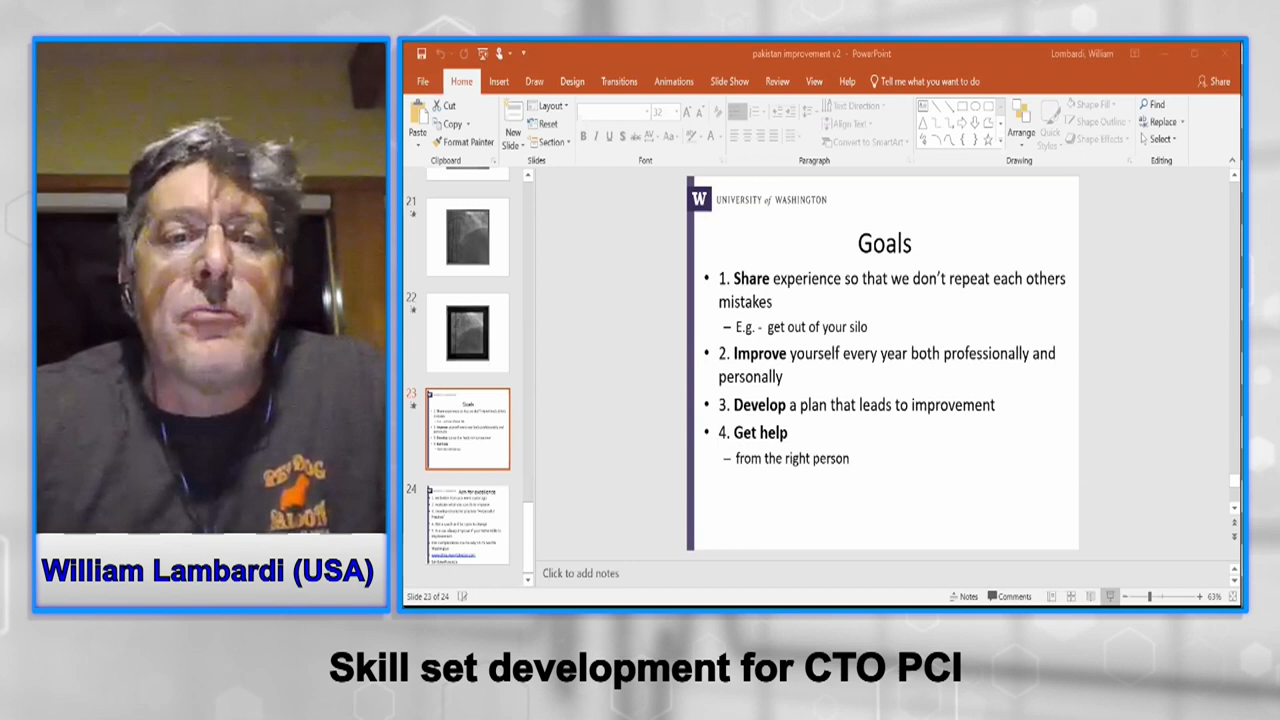 pakistan improvement v2 - PowerPoint
Lombardi, William
File
Home
Insert
Draw
Design
Transitions
Animations
Slide Show
Review
View
Help
Tell me what you want to do
Share
Paste
Cut
Copy
Format Painter
Clipboard
New
Slide
Layout
Reset
Section
Slides
32
Font
Text Direction
Align Text
Convert to SmartArt
Paragraph
Arrange
Quick
Styles
Shape Fill
Shape Outline
Shape Effects
Drawing
Find
Replace
Select
Editing
21
22
23
Goals
24
Aim for excellence
W UNIVERSITY of WASHINGTON
Goals
• 1. Share experience so that we don't repeat each others
mistakes
– E.g. - get out of your silo
• 2. Improve yourself every year both professionally and
personally
• 3. Develop a plan that leads to improvement
• 4. Get help
– from the right person
Click to add notes
Slide 23 of 24
Notes
Comments
63%
William Lambardi (USA)
Skill set development for CTO PCI